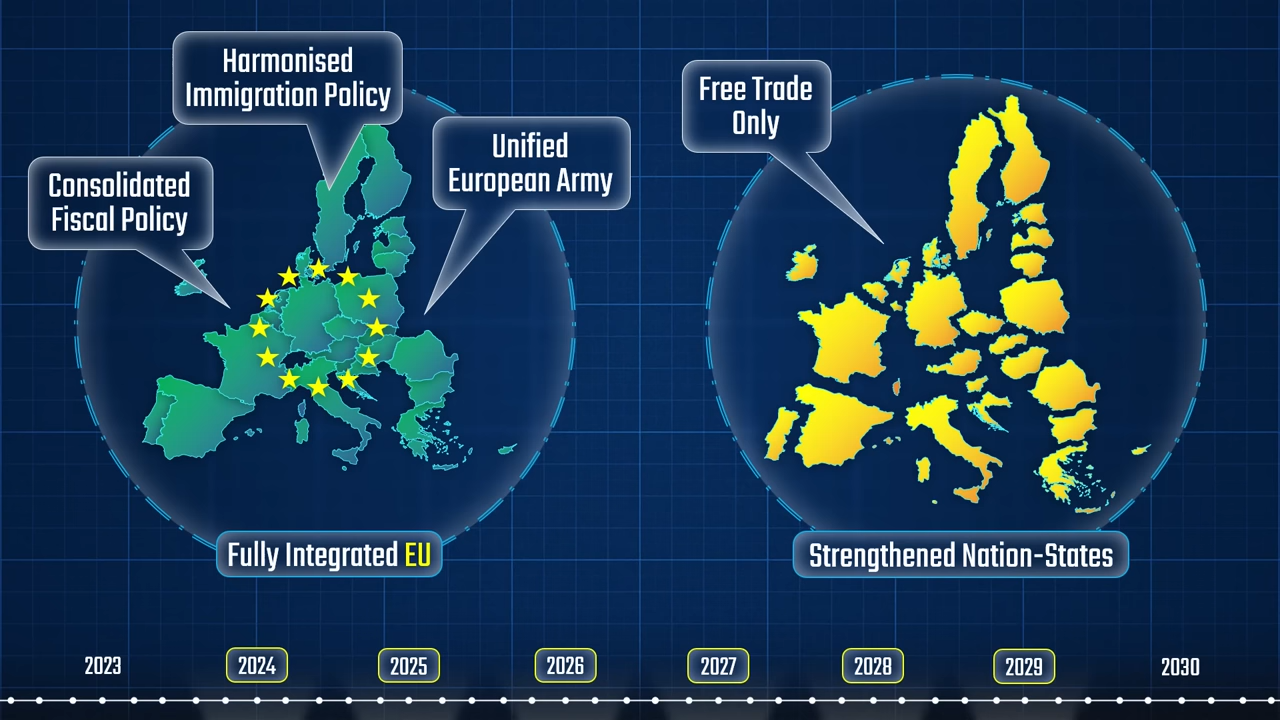 Harmonised
Immigration Policy
Consolidated
Fiscal Policy
Unified
European Army
Fully Integrated EU
Free Trade
Only
Strengthened Nation-States
2023
2024
2025
2026
2027
2028
2029
2030